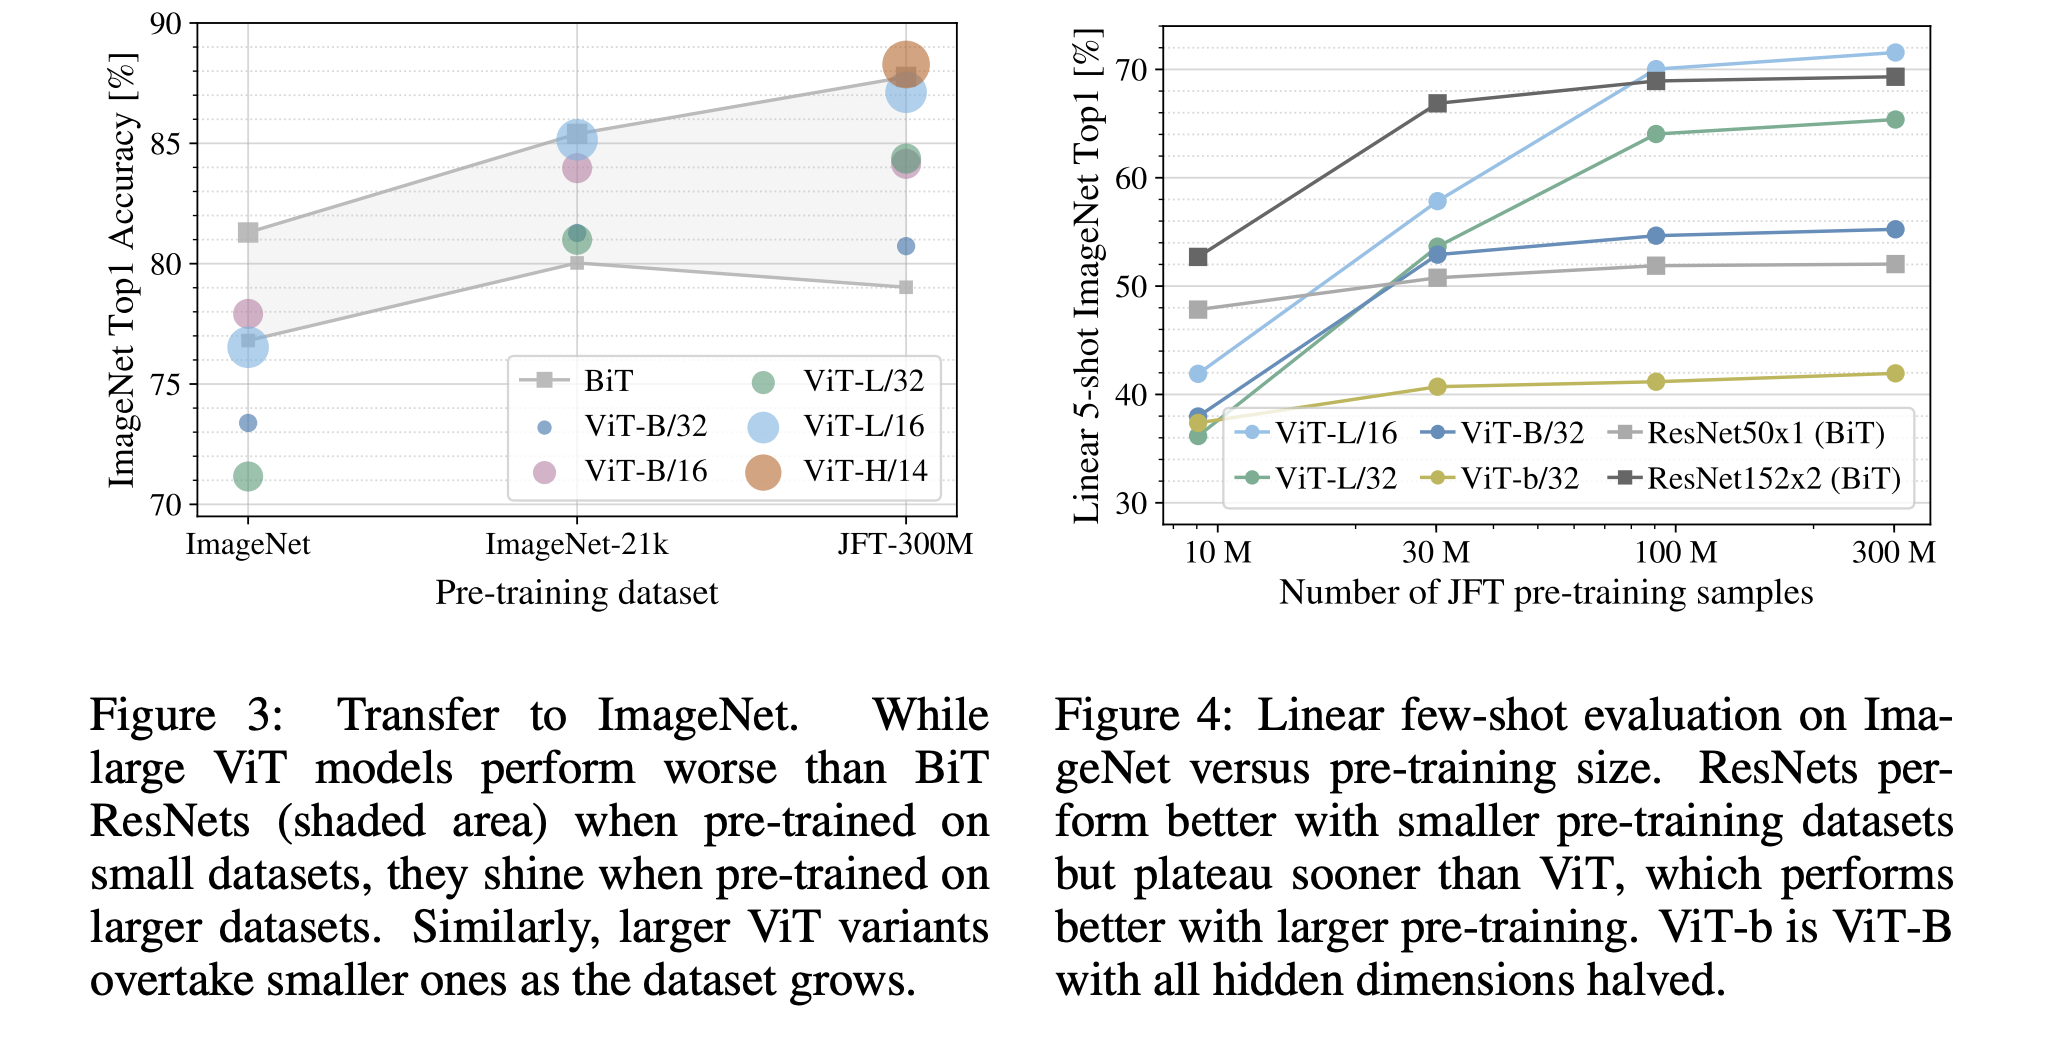 90
85
80
75
70
ImageNet Top1 Accuracy [%]
BiT
ViT-B/32
ViT-B/16
ViT-L/32
ViT-L/16
ViT-H/14
ImageNet
ImageNet-21k
JFT-300M
Pre-training dataset
70
60
50
40
30
Linear 5-shot ImageNet Top1 [%]
ViT-L/16
ViT-L/32
ViT-B/32
ViT-b/32
ResNet50x1 (BiT)
ResNet152x2 (BiT)
10 M
30 M
100 M
300 M
Number of JFT pre-training samples
Figure 3: Transfer to ImageNet. While
large ViT models perform worse than BiT
ResNets (shaded area) when pre-trained on
small datasets, they shine when pre-trained on
larger datasets. Similarly, larger ViT variants
overtake smaller ones as the dataset grows.
Figure 4: Linear few-shot evaluation on Ima-
geNet versus pre-training size. ResNets per-
form better with smaller pre-training datasets
but plateau sooner than ViT, which performs
better with larger pre-training. ViT-b is ViT-B
with all hidden dimensions halved.